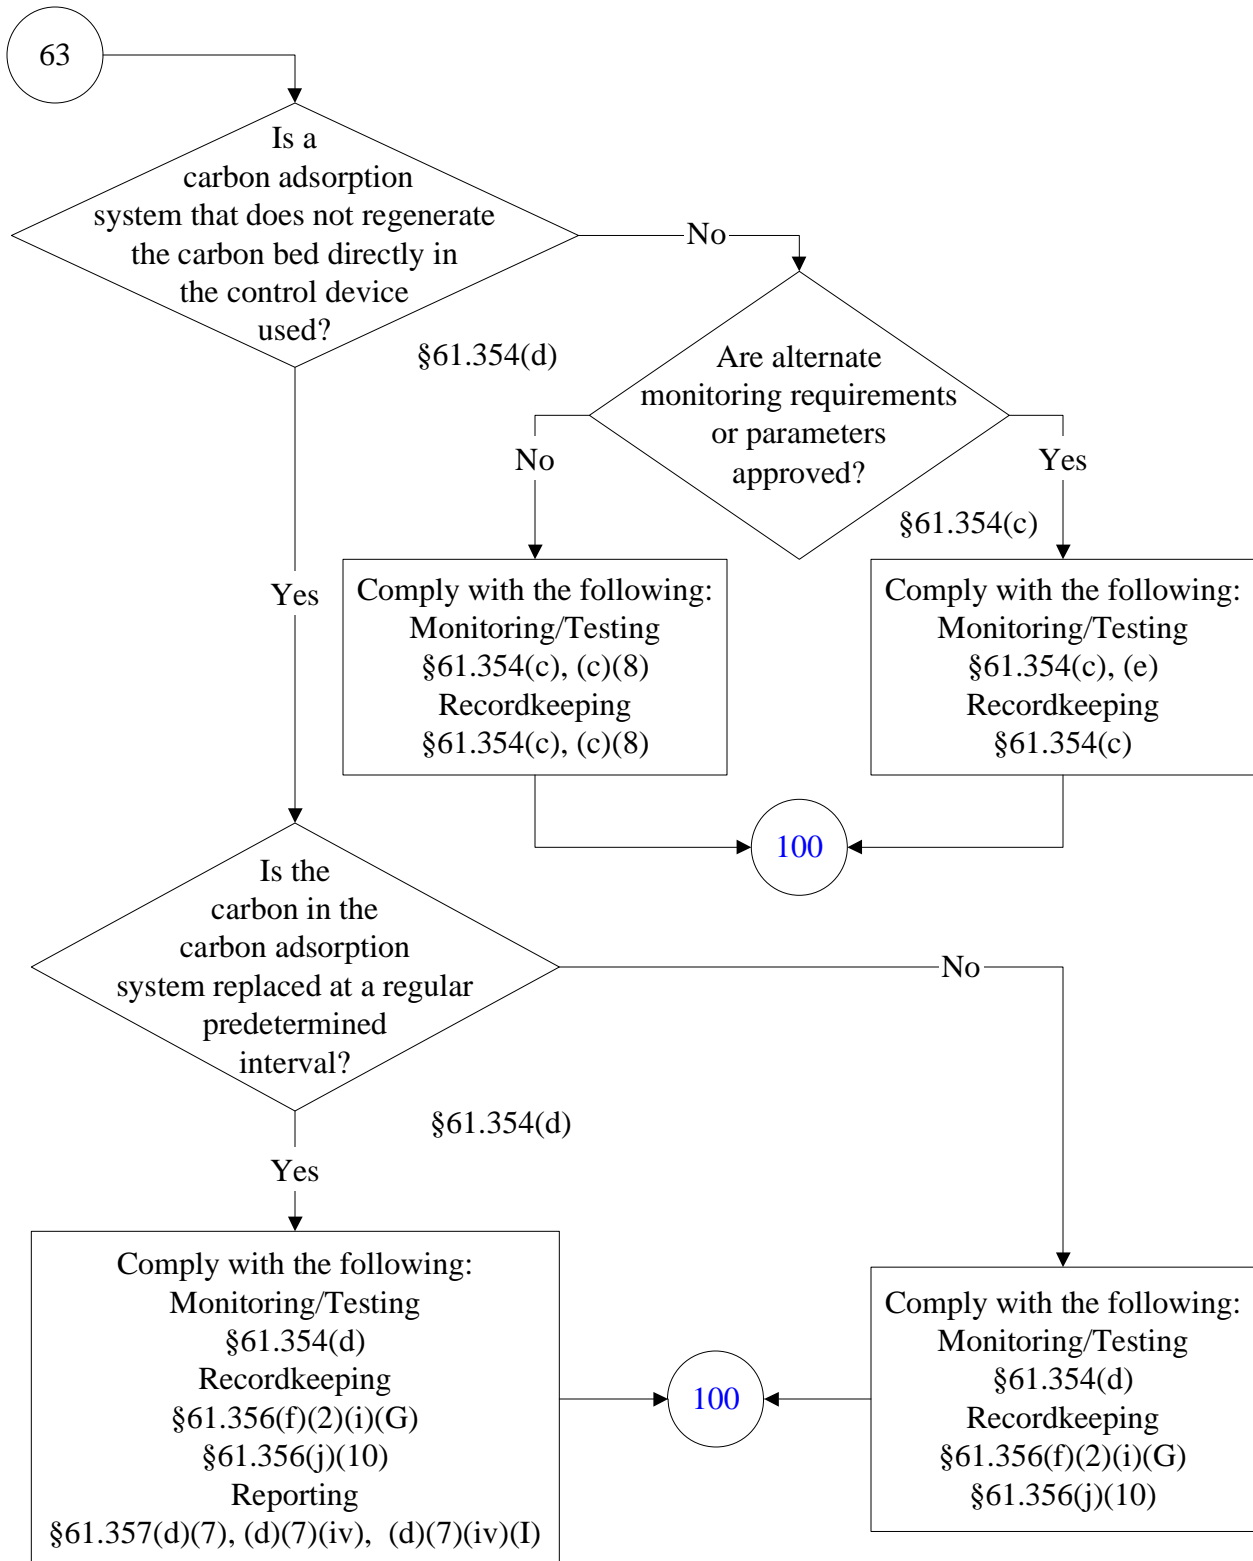 63
Is a
carbon adsorption
system that does not regenerate
the carbon bed directly in
the control device
used?
No
§61.354(d)
Are alternate
monitoring requirements
or parameters
approved?
No
Yes
§61.354(c)
Yes
Comply with the following:
Monitoring/Testing
§61.354(c), (c)(8)
Recordkeeping
§61.354(c), (c)(8)
Comply with the following:
Monitoring/Testing
§61.354(c), (e)
Recordkeeping
§61.354(c)
100
Is the
carbon in the
carbon adsorption
system replaced at a regular
predetermined
interval?
No
§61.354(d)
Yes
Comply with the following:
Monitoring/Testing
§61.354(d)
Recordkeeping
§61.356(f)(2)(i)(G)
§61.356(j)(10)
Reporting
§61.357(d)(7), (d)(7)(iv), (d)(7)(iv)(I)
100
Comply with the following:
Monitoring/Testing
§61.354(d)
Recordkeeping
§61.356(f)(2)(i)(G)
§61.356(j)(10)